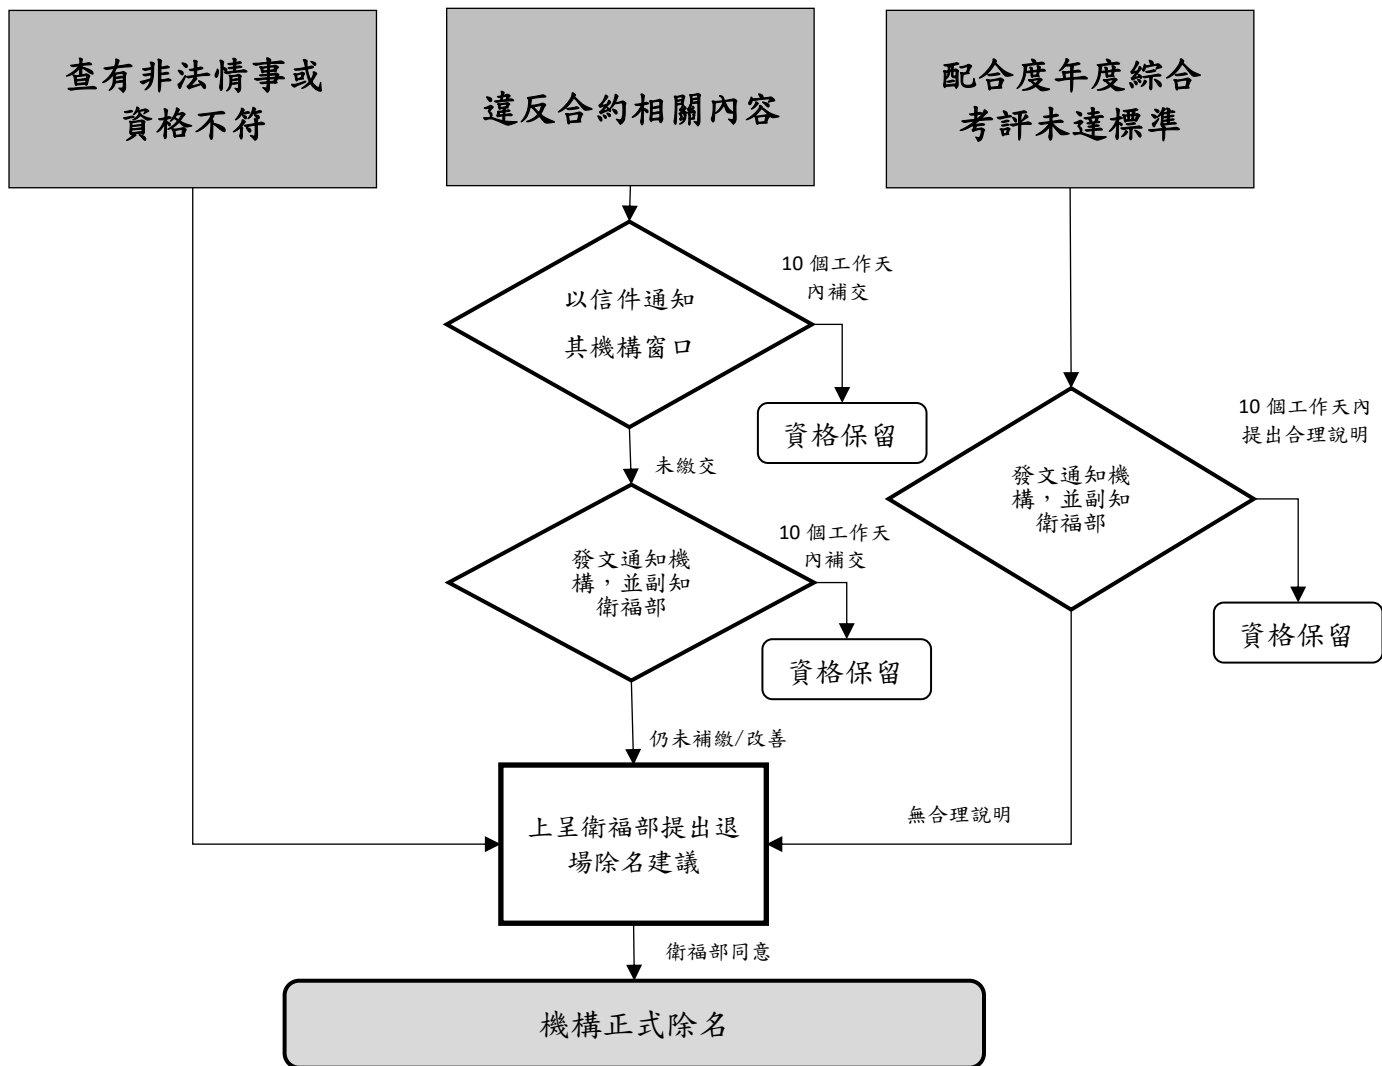 查有非法情事或
資格不符
違反合約相關內容
配合度年度綜合
考評未達標準
以信件通知
其機構窗口
10 個工作天
內補交
資格保留
未繳交
發文通知機
構，並副知
衛福部
10 個工作天
內補交
資格保留
發文通知機
構，並副知
衛福部
10 個工作天內
提出合理說明
資格保留
仍未補繳/改善
無合理說明
上呈衛福部提出退
場除名建議
衛福部同意
機構正式除名